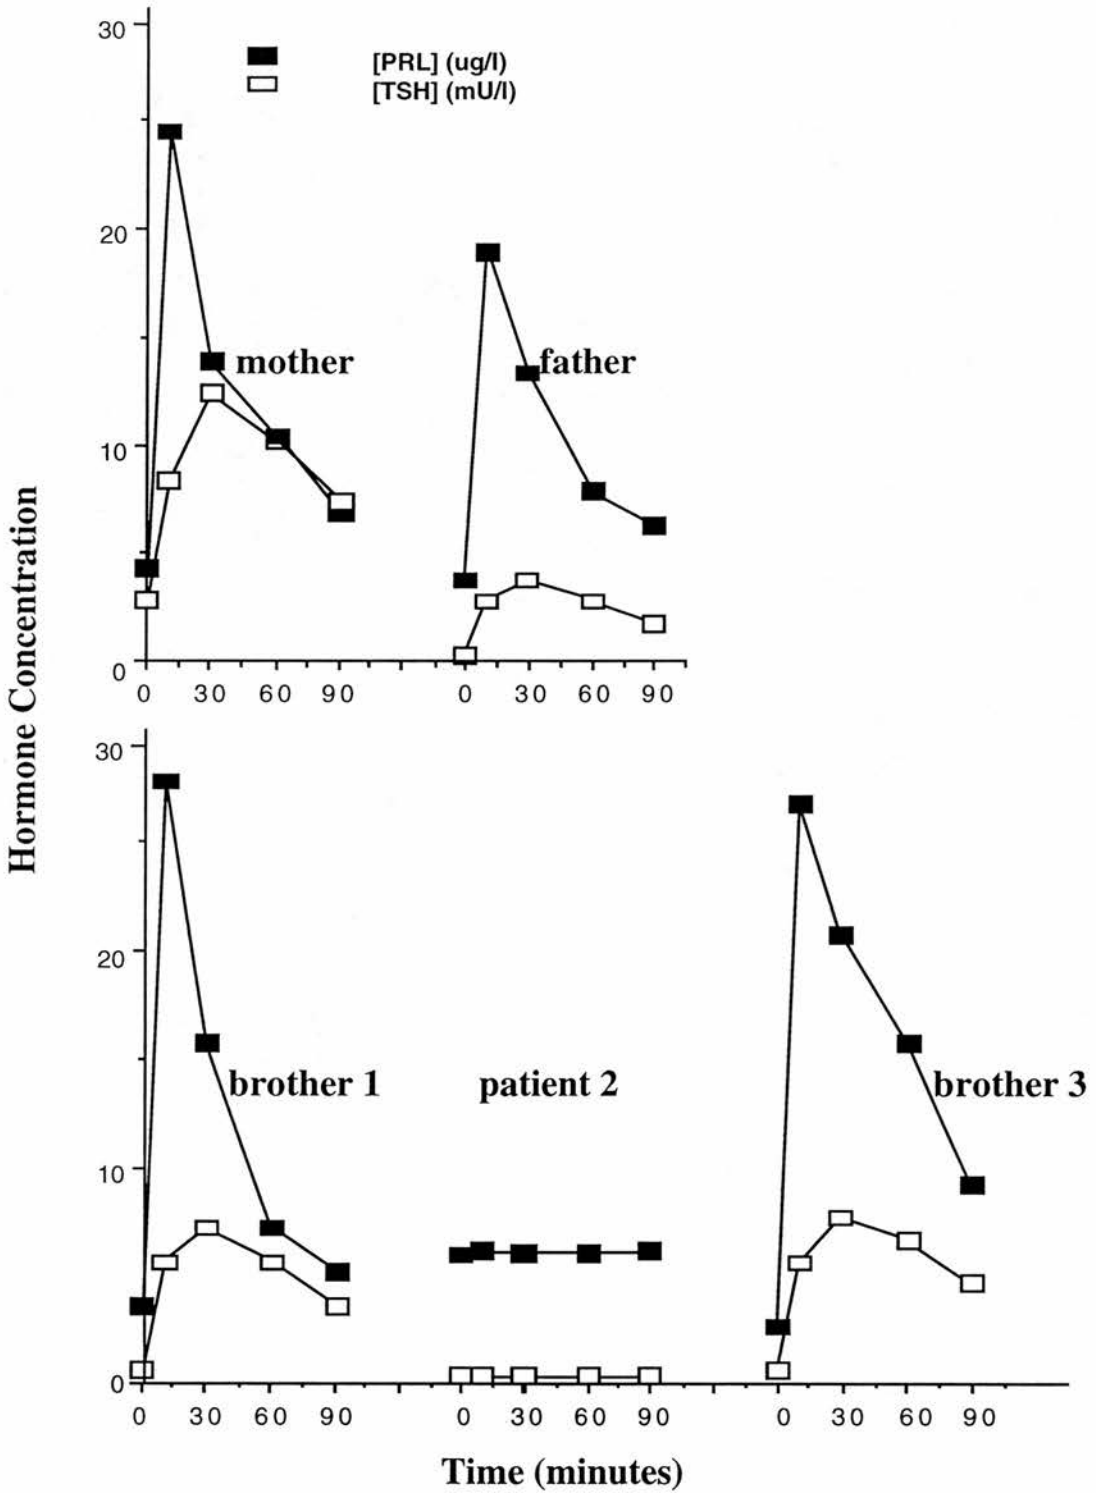 30
[PRL] (ug/l)
[TSH] (mU/l)
20
mother
father
10
0
0 30 60 90
0 30 60 90
Hormone Concentration
30
20
brother 1
patient 2
brother 3
10
0
0 30 60 90
0 30 60 90
0 30 60 90
Time (minutes)